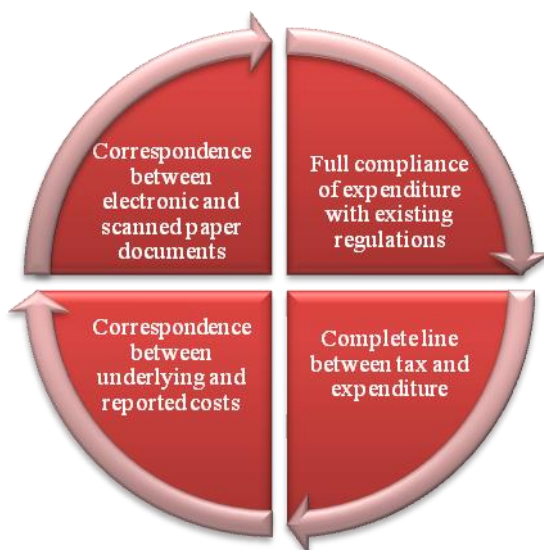 Correspondence
between
electronic and
scanned paper
documents
Full compliance
of expenditure
with existing
regulations
Correspondence
between
underlying and
reported costs
Complete line
between tax and
expenditure